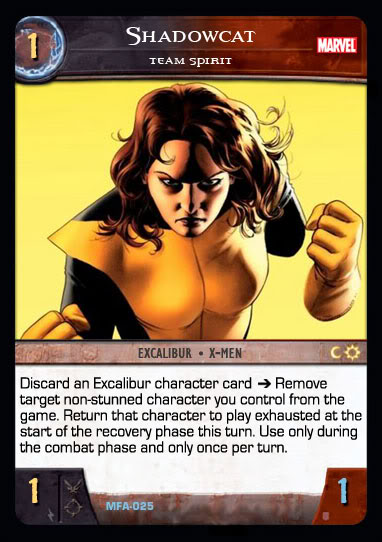 1
SHADOWCAT
TEAM SPIRIT
MARVEL
EXCALIBUR • X-MEN
C
Discard an Excalibur character card ➔ Remove
target non-stunned character you control from the
game. Return that character to play exhausted at the
start of the recovery phase this turn. Use only during
the combat phase and only once per turn.
1
MFA-025
1